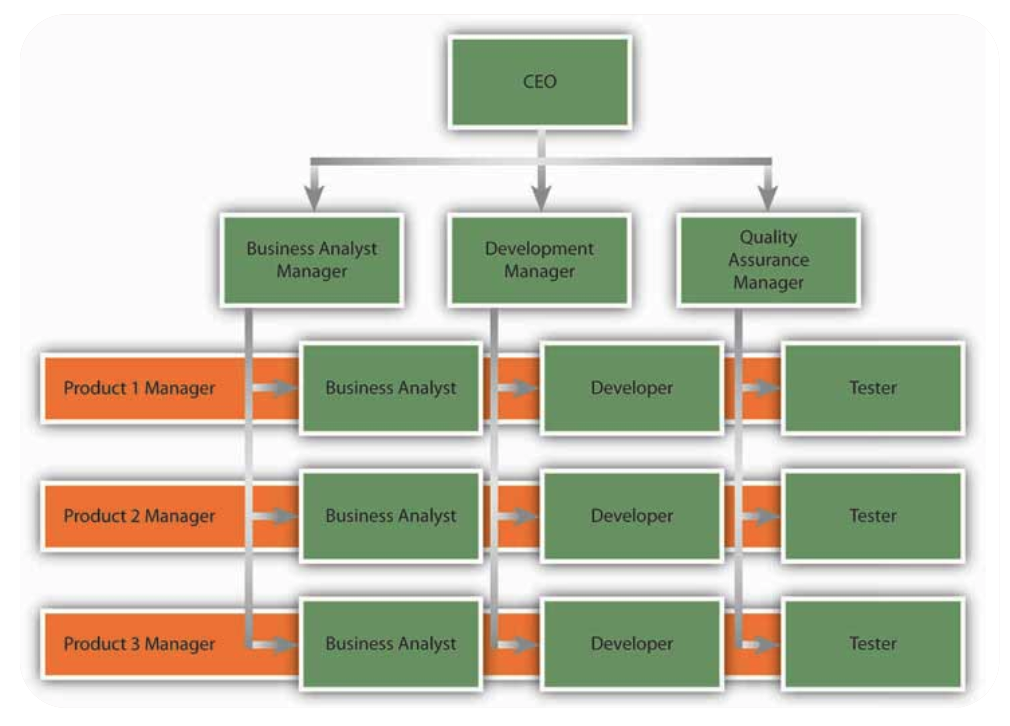 CEO
Business Analyst
Manager
Development
Manager
Quality
Assurance
Manager
Product 1 Manager
Business Analyst
Developer
Tester
Product 2 Manager
Business Analyst
Developer
Tester
Product 3 Manager
Business Analyst
Developer
Tester